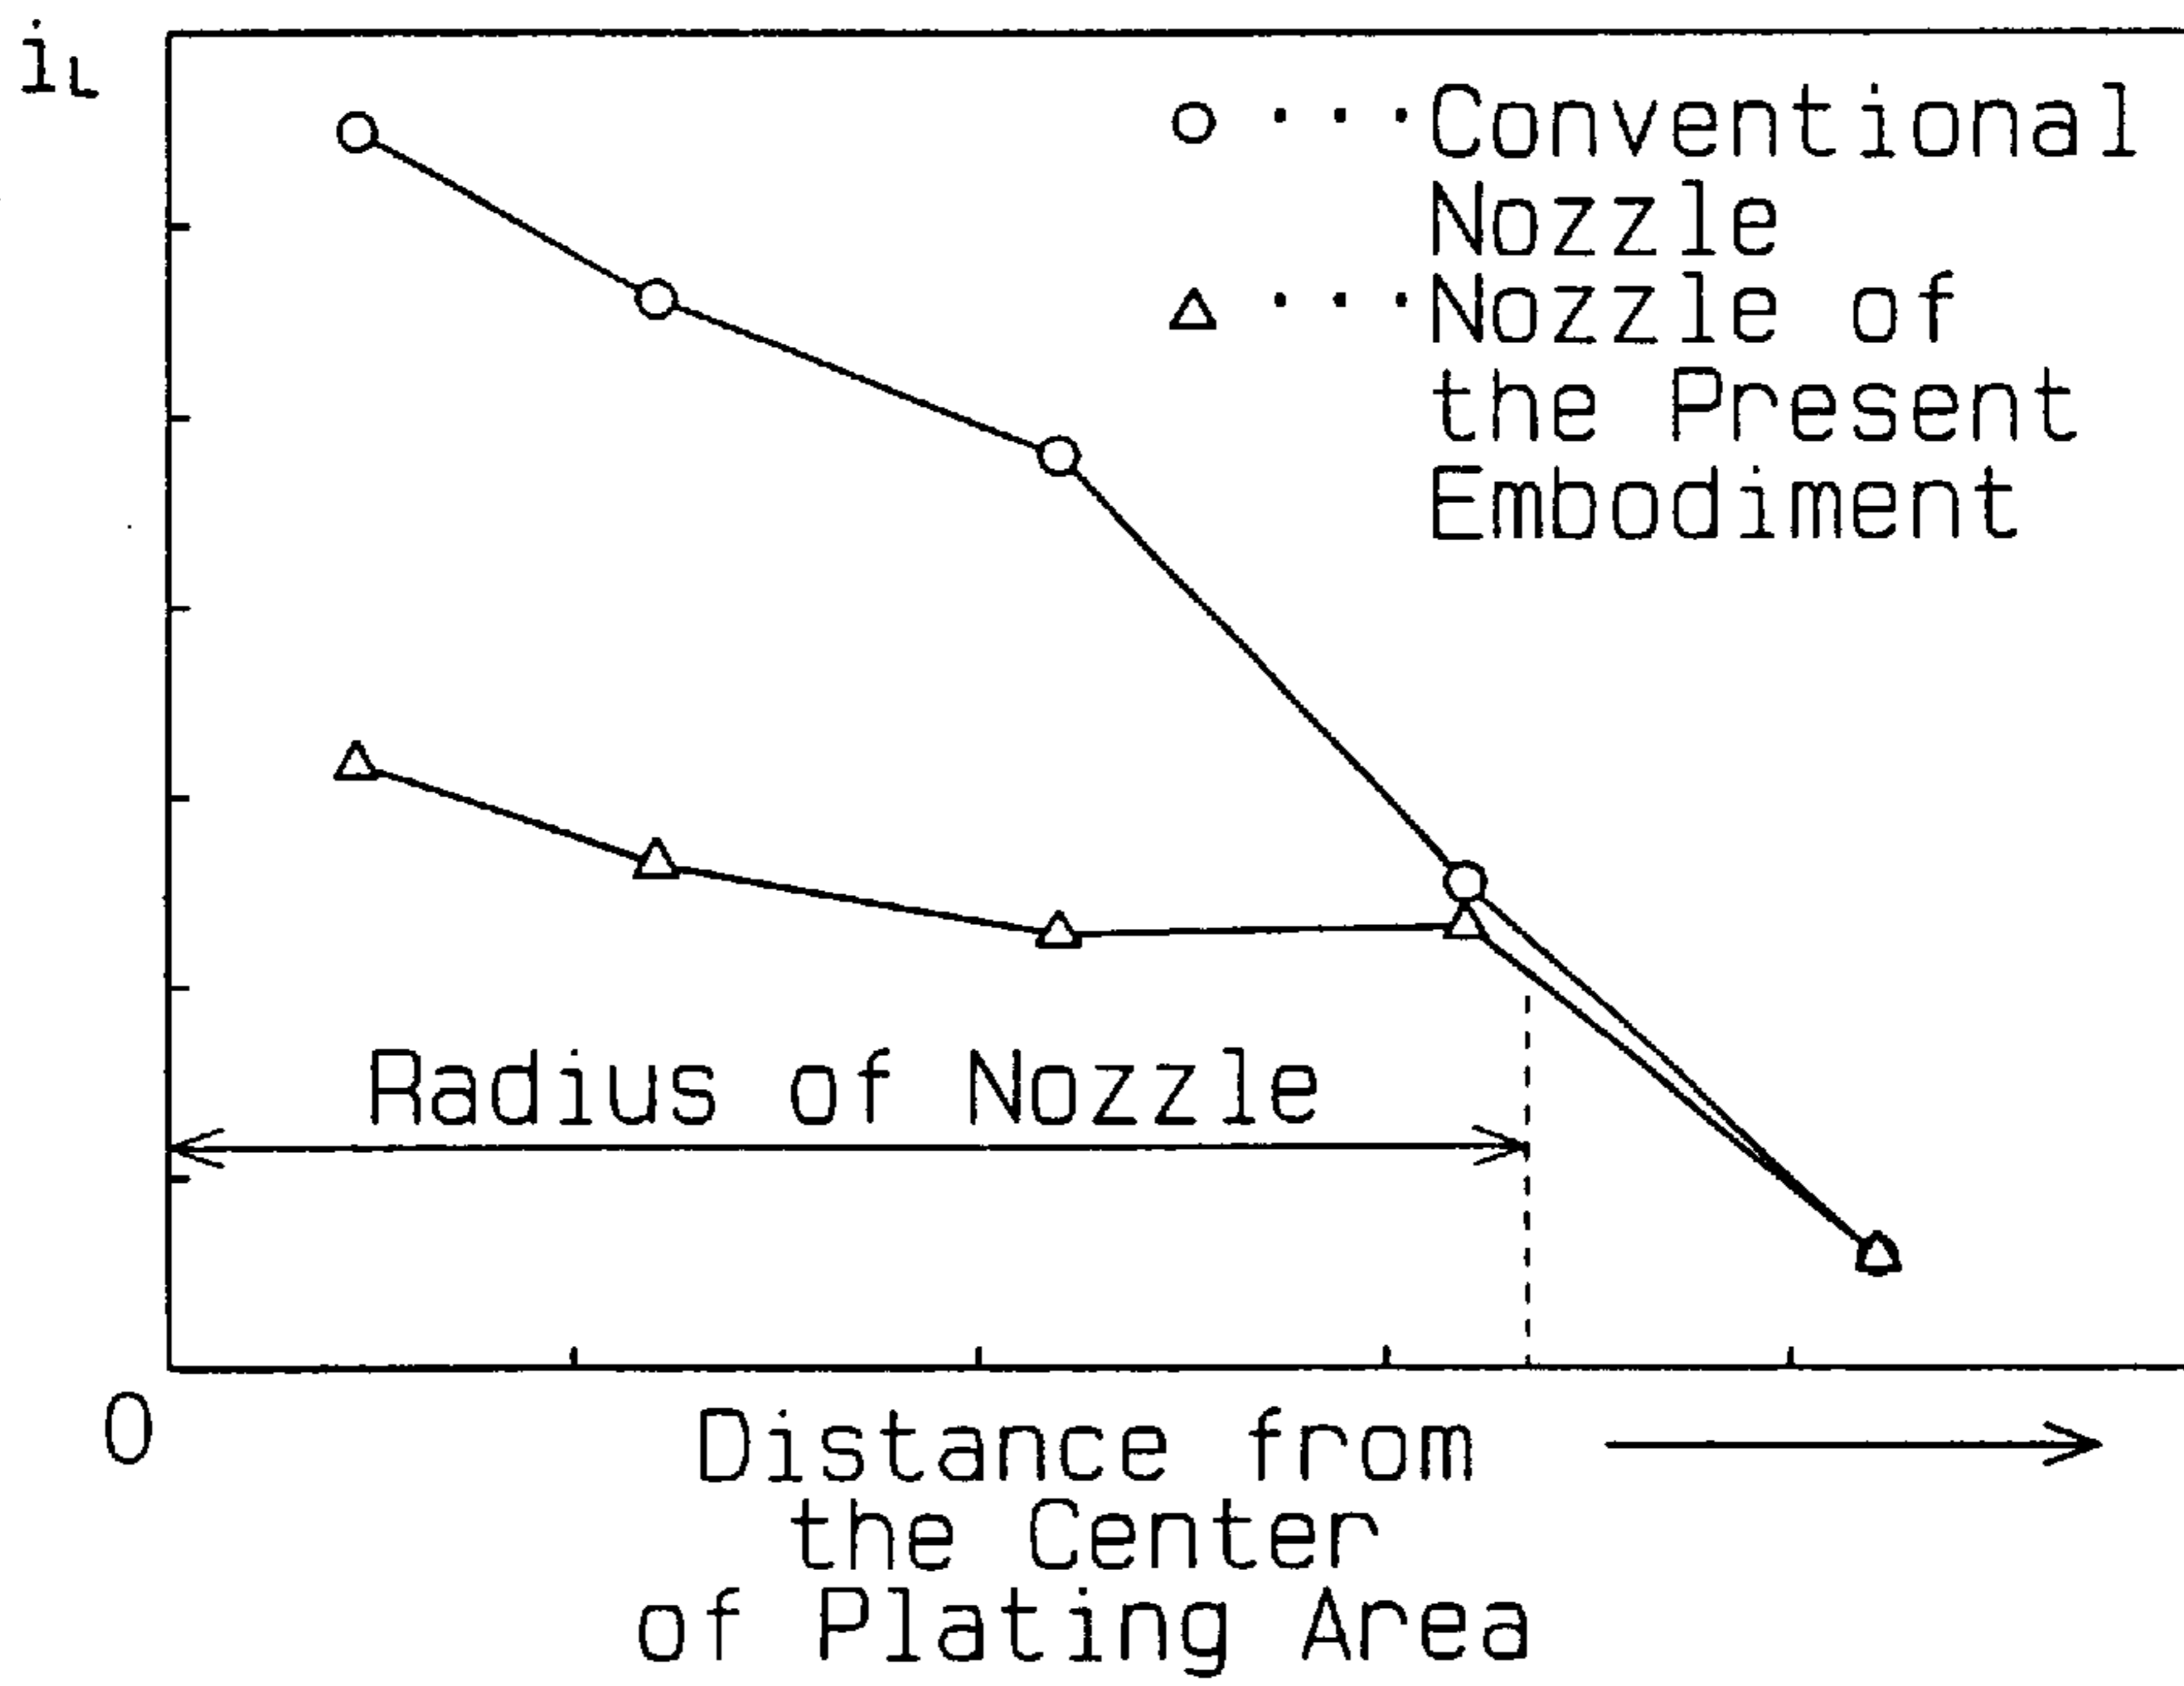 iL
○ ···Conventional
Nozzle
△ ···Nozzle of
the Present
Embodiment
Radius of Nozzle
0
Distance from
the Center
of Plating Area